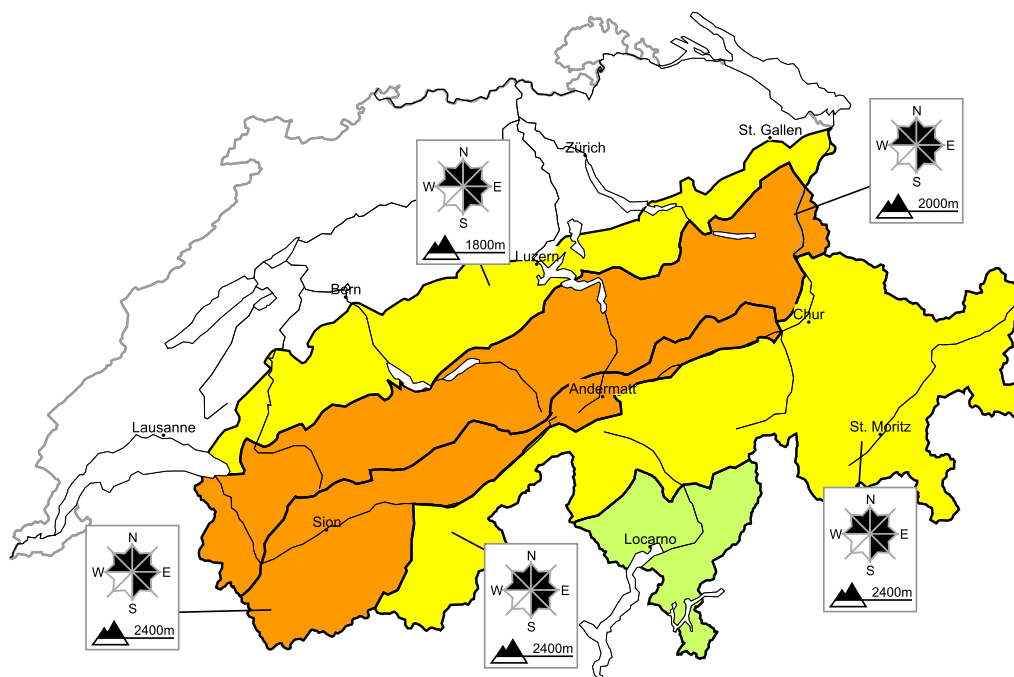 St. Gallen
N
W E
S
2000m
Zürich
N
W E
S
1800m
Luzern
Bern
Chur
Andermatt
Lausanne
St. Moritz
Sion
Locarno
N
W E
S
2400m
N
W E
S
2400m
N
W E
S
2400m